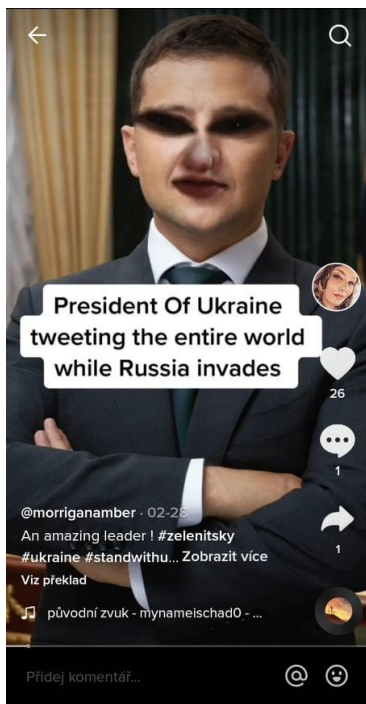 President Of Ukraine
tweeting the entire world
while Russia invades
26
1
@morriganamber · 02-28
An amazing leader ! #zelenitsky
1
#ukraine #standwithu... Zobrazit více
Viz překlad
původní zvuk - mynameischad0 - ...
Přidej komentář...